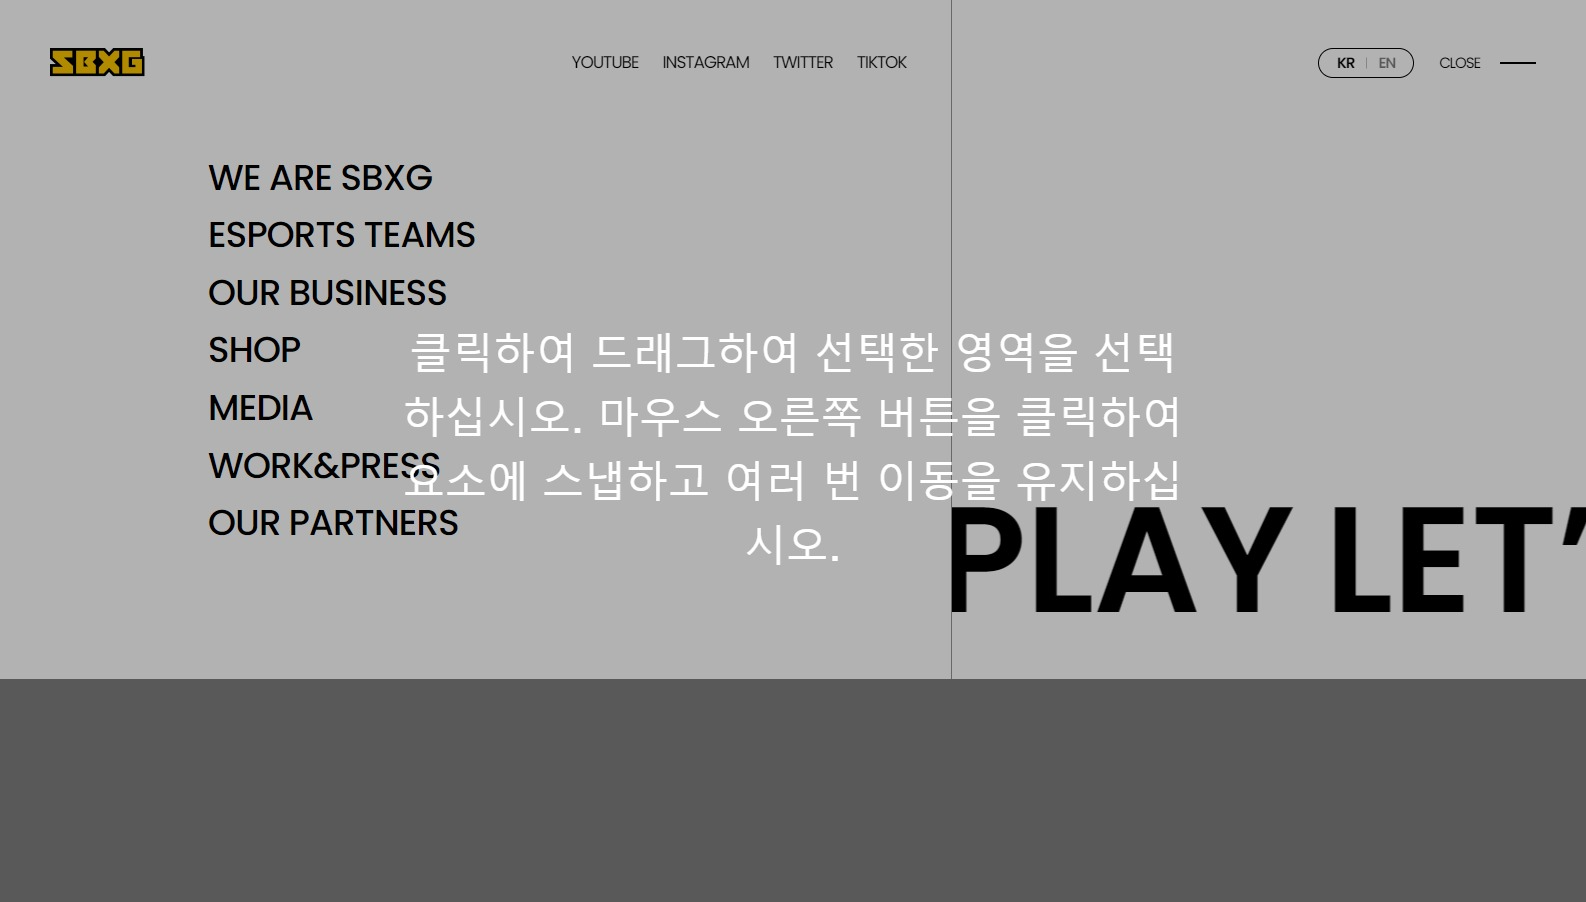 SBXG
YOUTUBE INSTAGRAM TWITTER TIKTOK
KR | EN
CLOSE
WE ARE SBXG
ESPORTS TEAMS
OUR BUSINESS
SHOP
MEDIA
WORK&PRESS
OUR PARTNERS
클릭하여 드래그하여 선택한 영역을 선택
하십시오. 마우스 오른쪽 버튼을 클릭하여
요소에 스냅하고 여러 번 이동을 유지하십
시오.
PLAY LET’